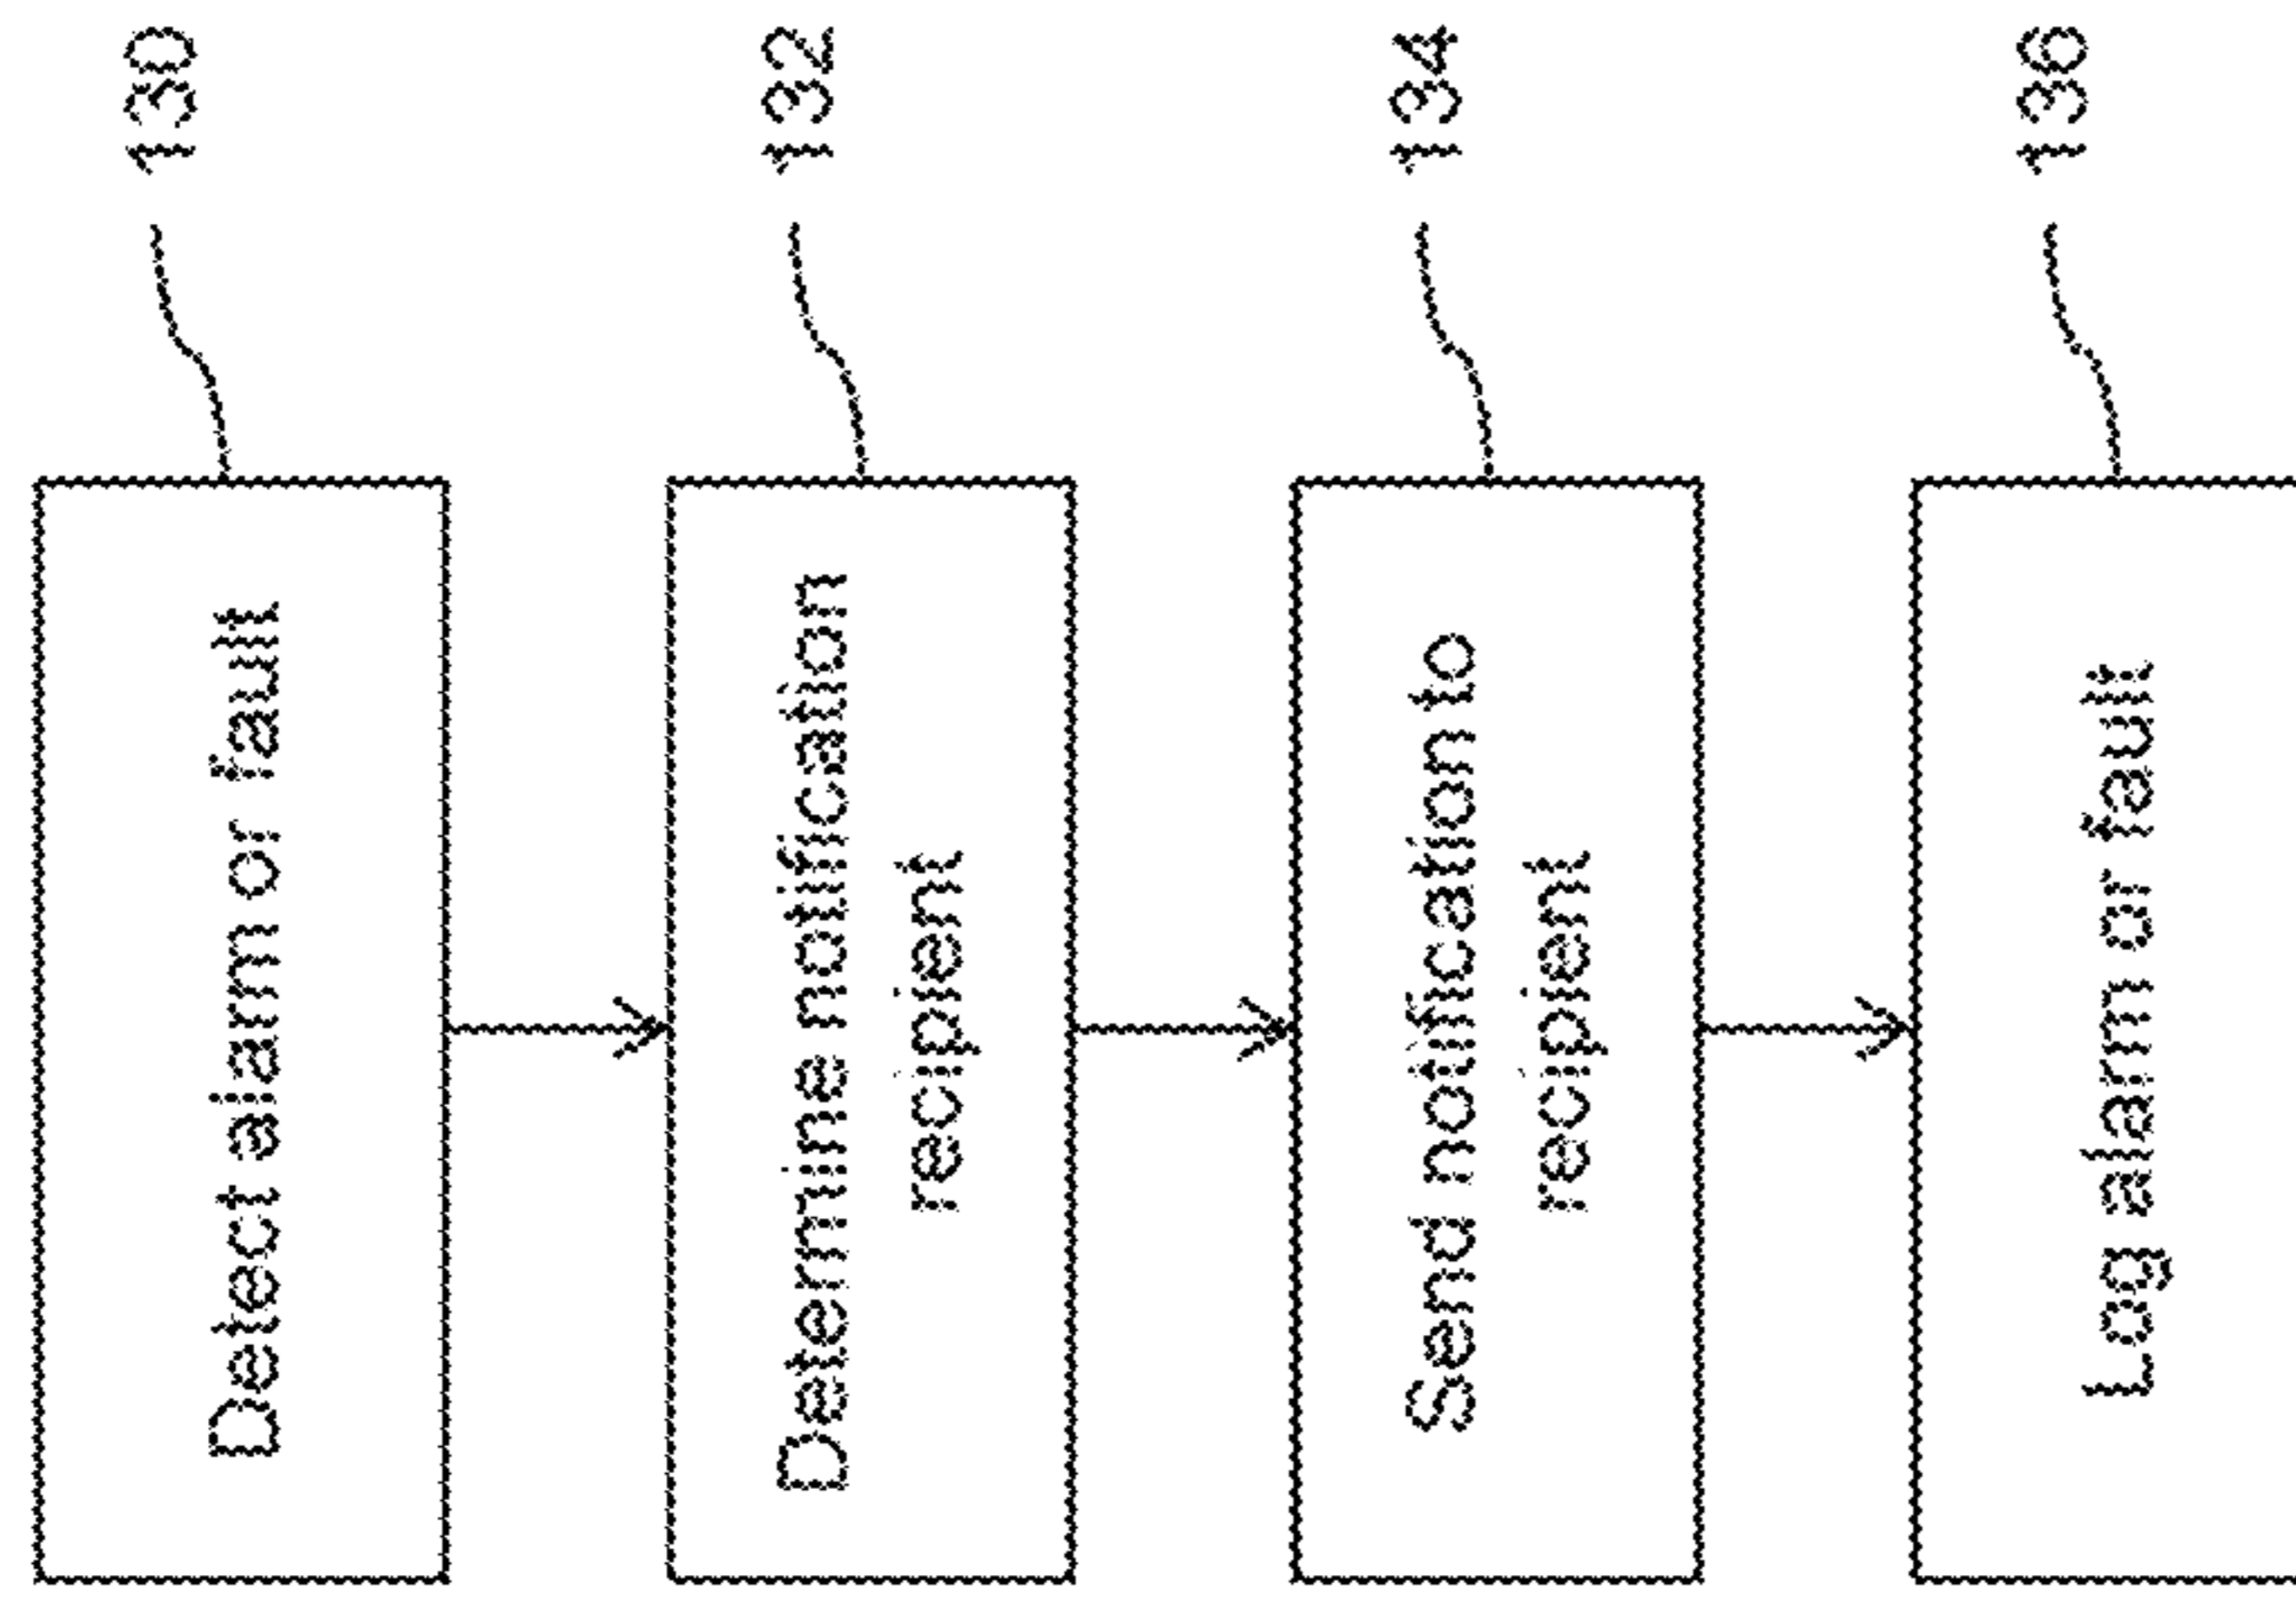 Detect alarm or fault
130
Determine notification
recipient
132
Send notification to
recipient
134
Log alarm or fault
136